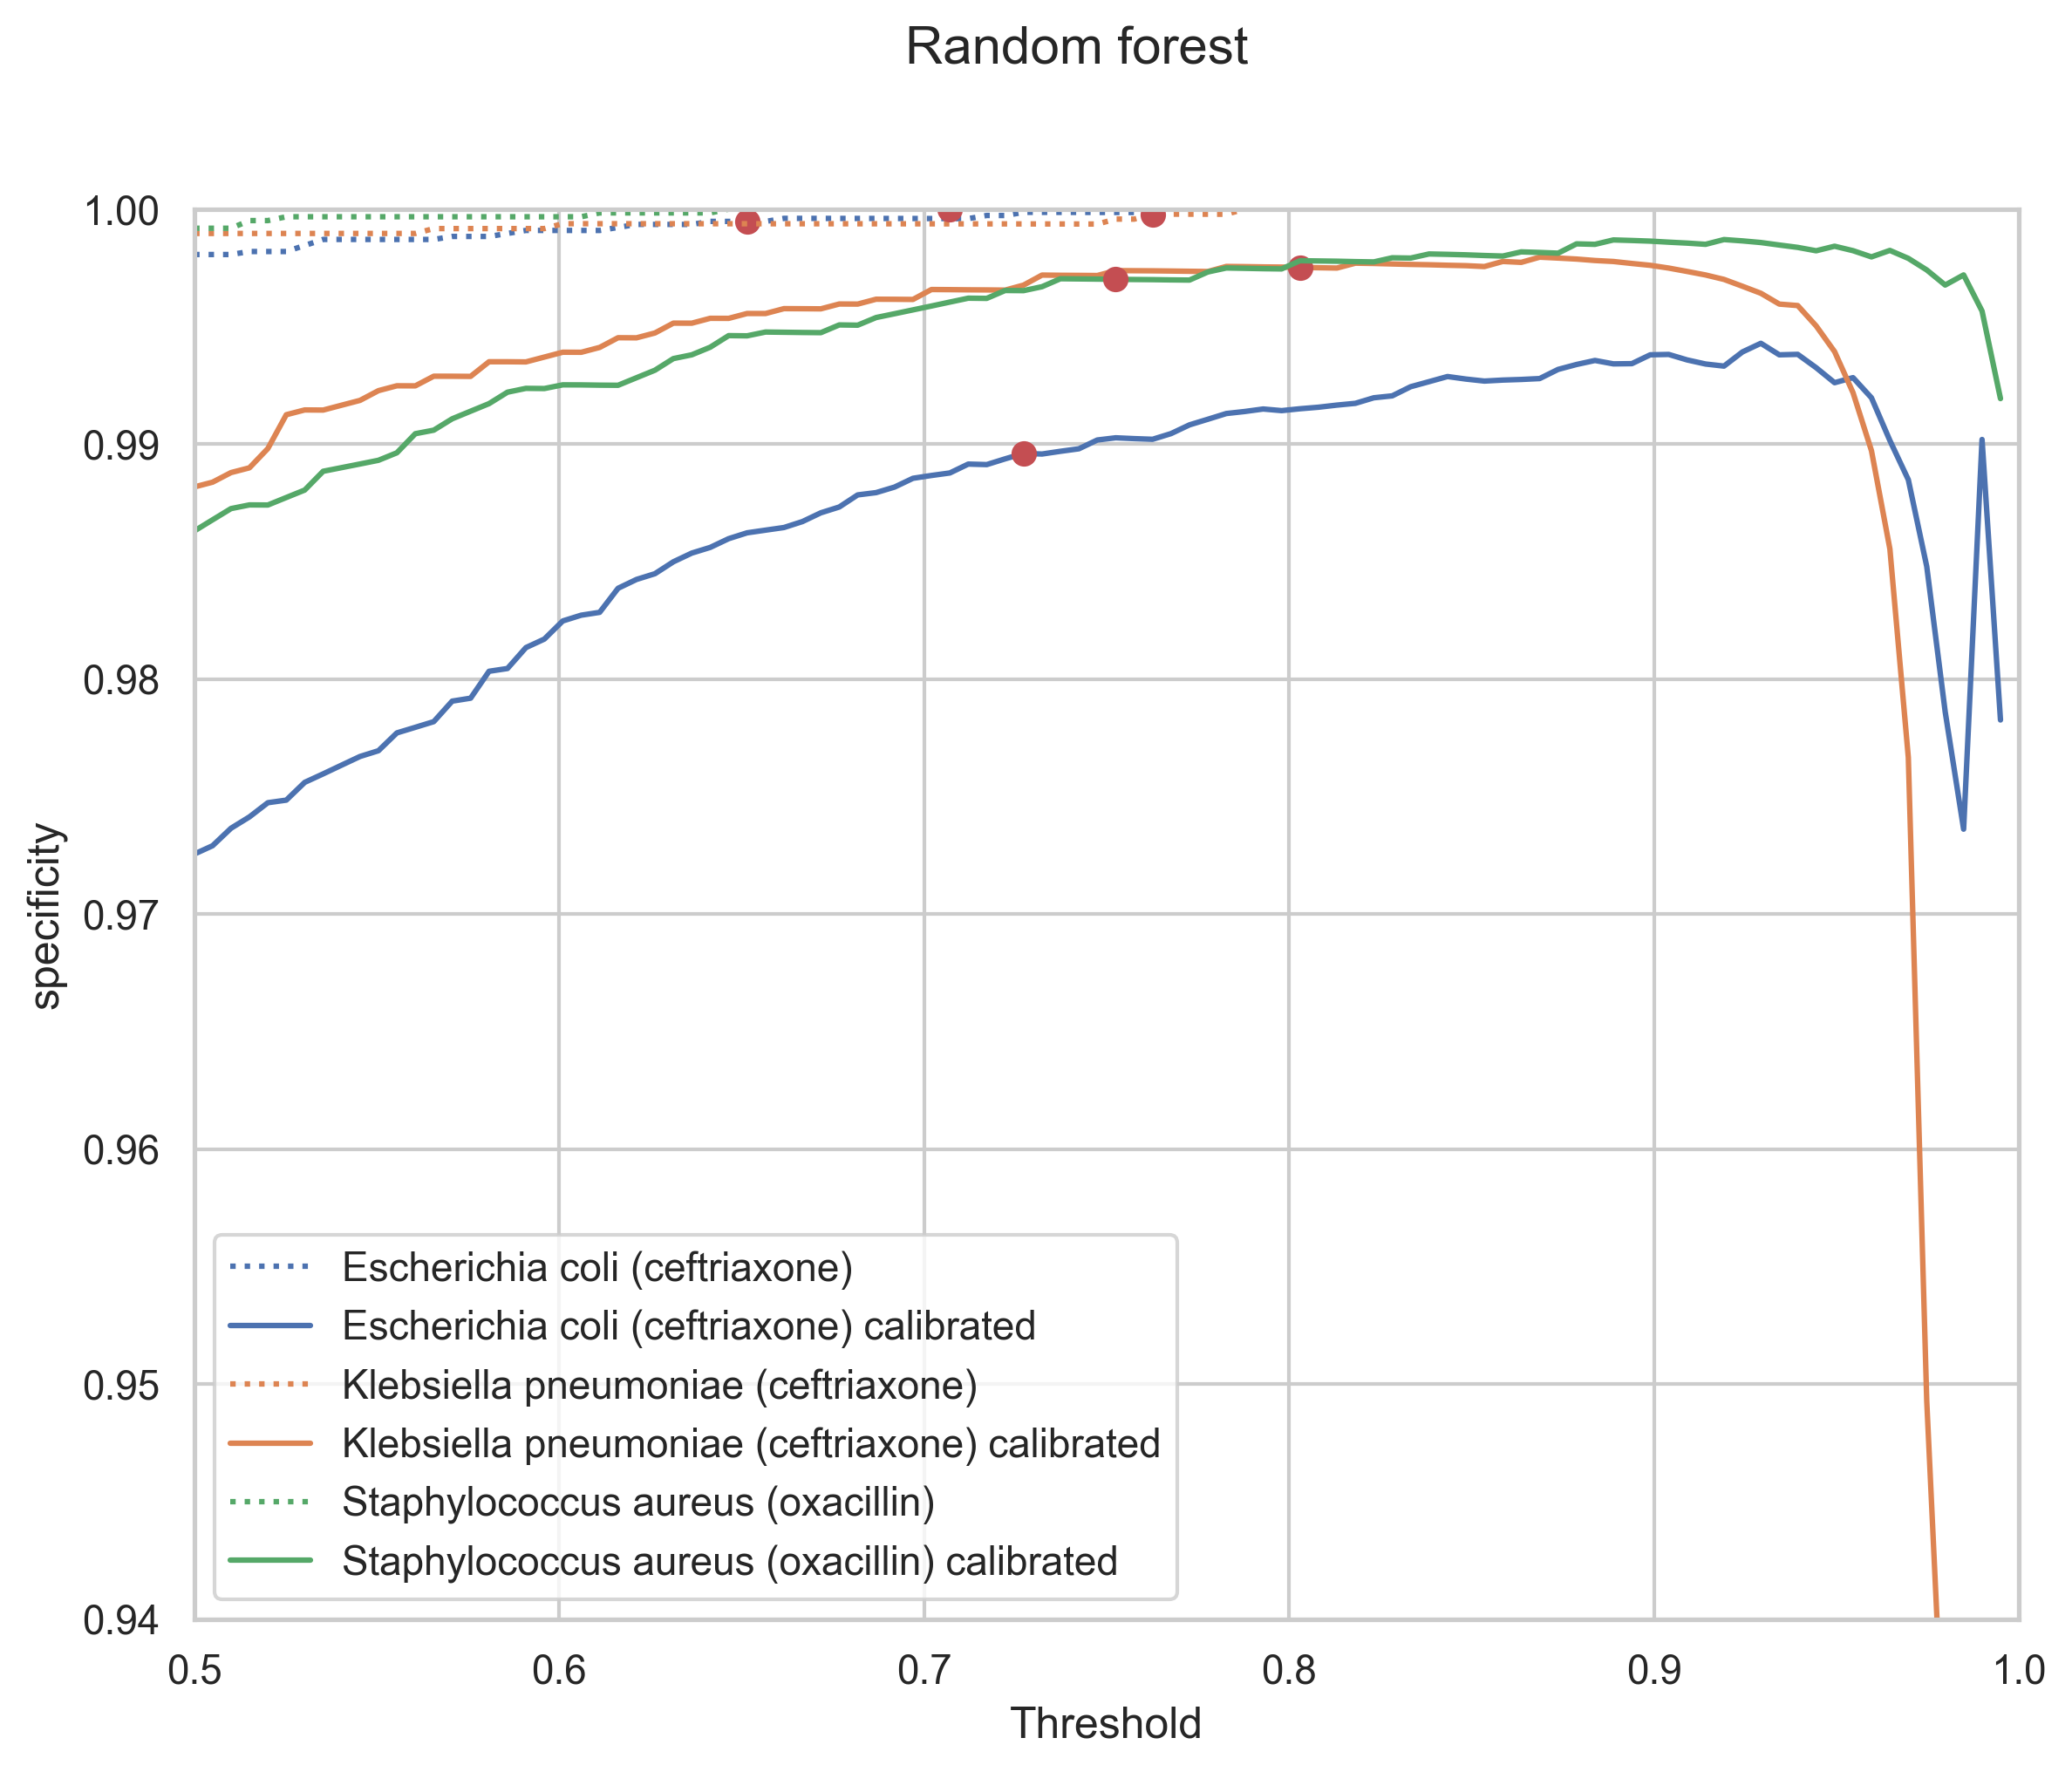 Random forest
1.00
0.99
0.98
0.97
0.96
0.95
0.94
specificity
Escherichia coli (ceftriaxone)
Escherichia coli (ceftriaxone) calibrated
Klebsiella pneumoniae (ceftriaxone)
Klebsiella pneumoniae (ceftriaxone) calibrated
Staphylococcus aureus (oxacillin)
Staphylococcus aureus (oxacillin) calibrated
0.5 0.6 0.7 0.8 0.9 1.0
Threshold